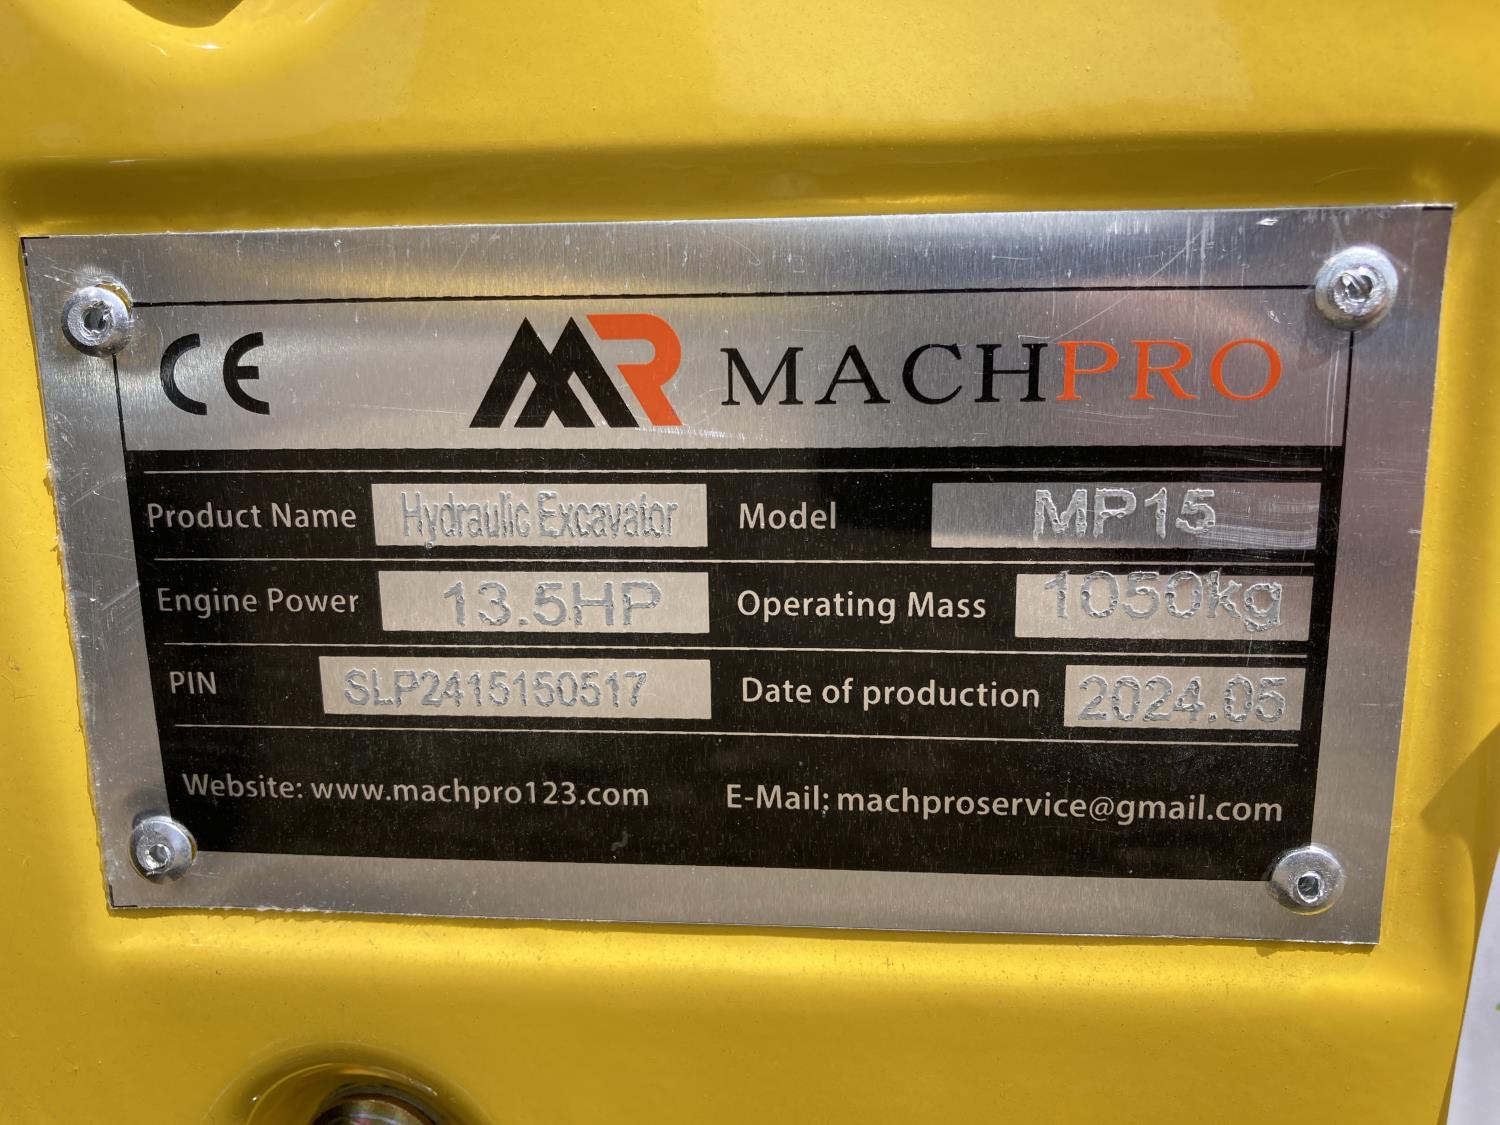 CE MR MACHPRO
Product Name Hydraulic Excavator Model MP15
Engine Power 13.5HP Operating Mass 1050kg
PIN SLP2415150517 Date of production 2024.05
Website: www.machpro123.com E-Mail: machproservice@gmail.com